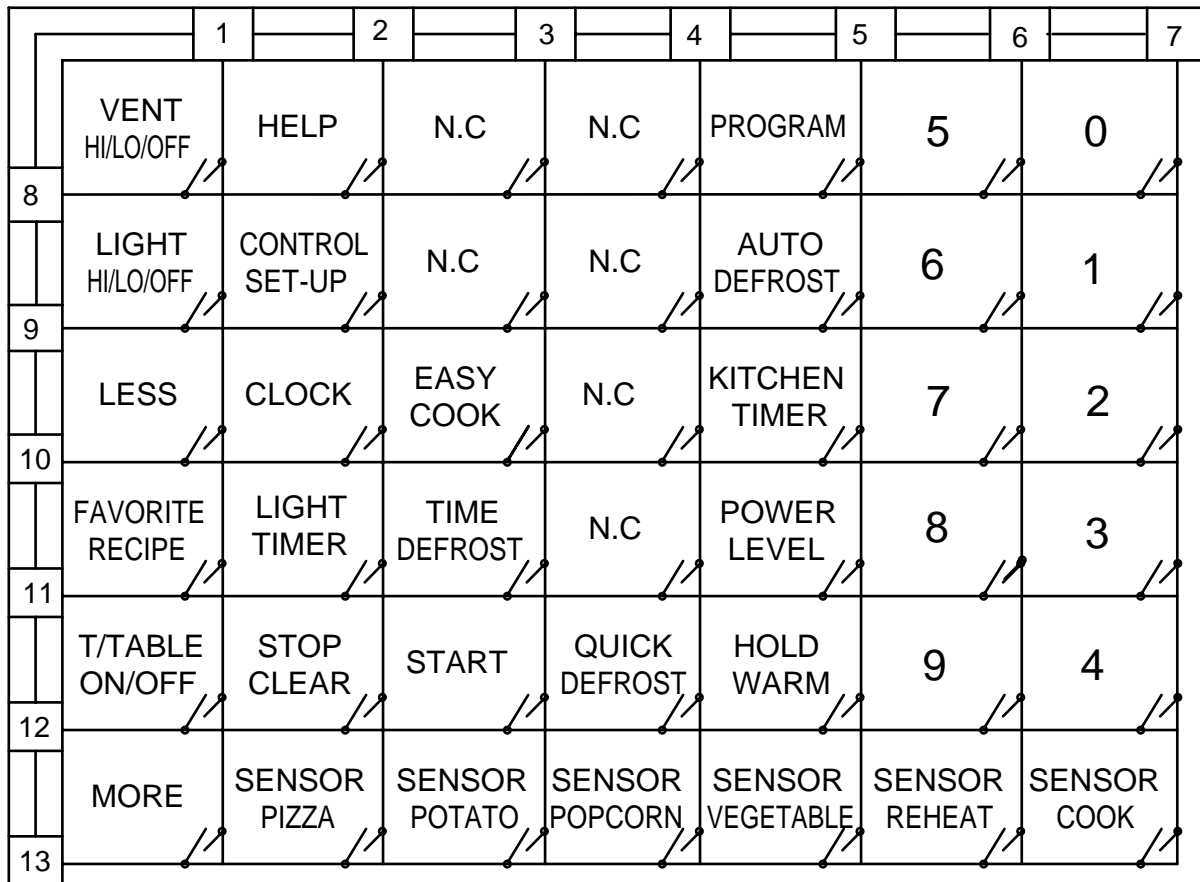 1 2 3 4 5 6 7
VENT HELP N.C N.C PROGRAM 5 0
HI/LO/OFF
8
LIGHT CONTROL N.C N.C AUTO 6 1
HI/LO/OFF SET-UP DEFROST
9
LESS CLOCK EASY N.C KITCHEN 7 2
COOK TIMER
10
FAVORITE LIGHT TIME N.C POWER 8 3
RECIPE TIMER DEFROST LEVEL
11
T/TABLE STOP START QUICK HOLD 9 4
ON/OFF CLEAR DEFROST WARM
12
MORE SENSOR SENSOR SENSOR SENSOR SENSOR SENSOR
PIZZA POTATO POPCORN VEGETABLE REHEAT COOK
13